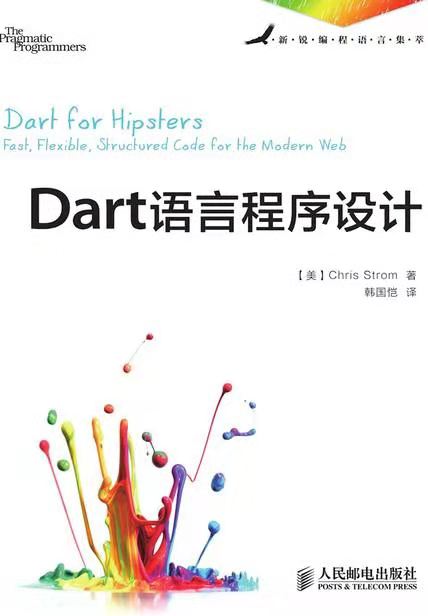 The
Pragmatic
Programmers
·新·锐·编·程·语·言·集·萃
Dart for Hipsters
Fast, Flexible, Structured Code for the Modern Web
Dart语言程序设计
【美】Chris Strom 著
韩国恺 译
人民邮电出版社
POSTS & TELECOM PRESS